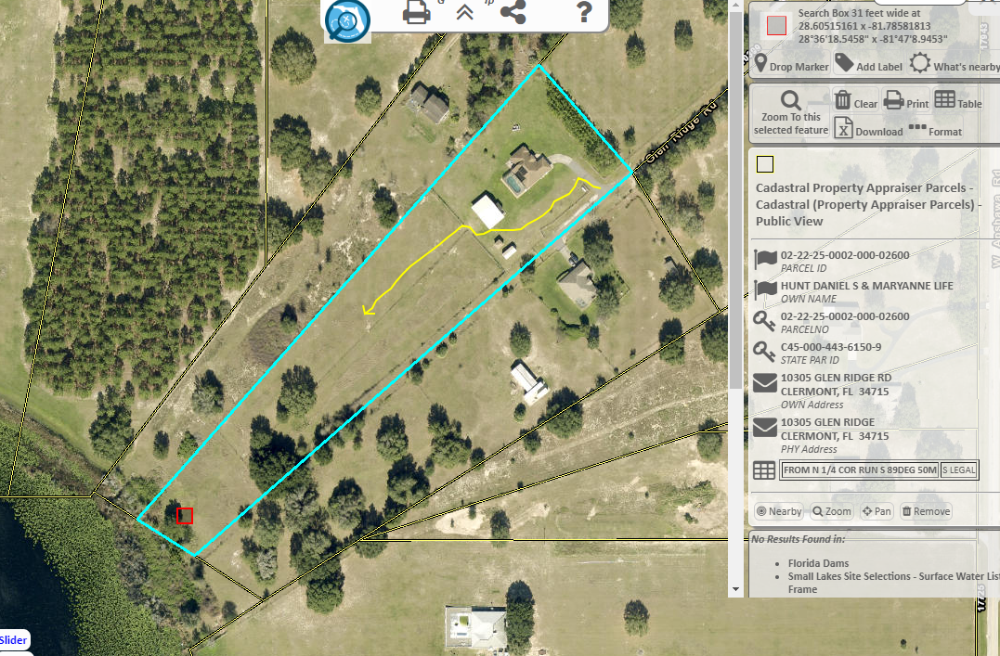 ?
Search Box 31 feet wide at
28.60515161 x -81.78581813
28°36'18.5458" x -81°47'8.9453"
Drop Marker
Add Label
What's nearby
Zoom To this
selected feature
Clear
Print
Table
X
Download
Format
Cadastral Property Appraiser Parcels -
Cadastral (Property Appraiser Parcels) -
Public View
02-22-25-0002-000-02600
PARCEL ID
HUNT DANIEL S & MARYANNE LIFE
OWN NAME
02-22-25-0002-000-02600
PARCELNO
C45-000-443-6150-9
STATE PAR ID
10305 GLEN RIDGE RD
CLERMONT, FL 34715
OWN Address
10305 GLEN RIDGE
CLERMONT, FL 34715
PHY Address
FROM N 1/4 COR RUN S 89DEG 50M
S LEGAL
Nearby
Zoom
Pan
Remove
No Results Found in:
Florida Dams
Small Lakes Site Selections - Surface Water List
Frame
Glen Ridge Rd
Slider